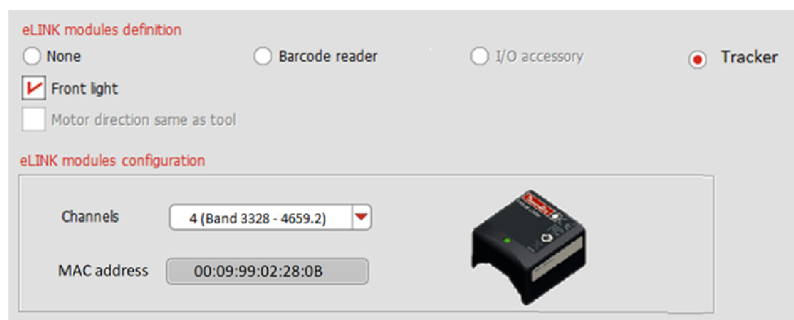 eLINK modules definition
None Barcode reader I/O accessory Tracker
Front light
Motor direction same as tool
eLINK modules configuration
Channels 4 (Band 3328 - 4659.2)
MAC address 00:09:99:02:28:0B